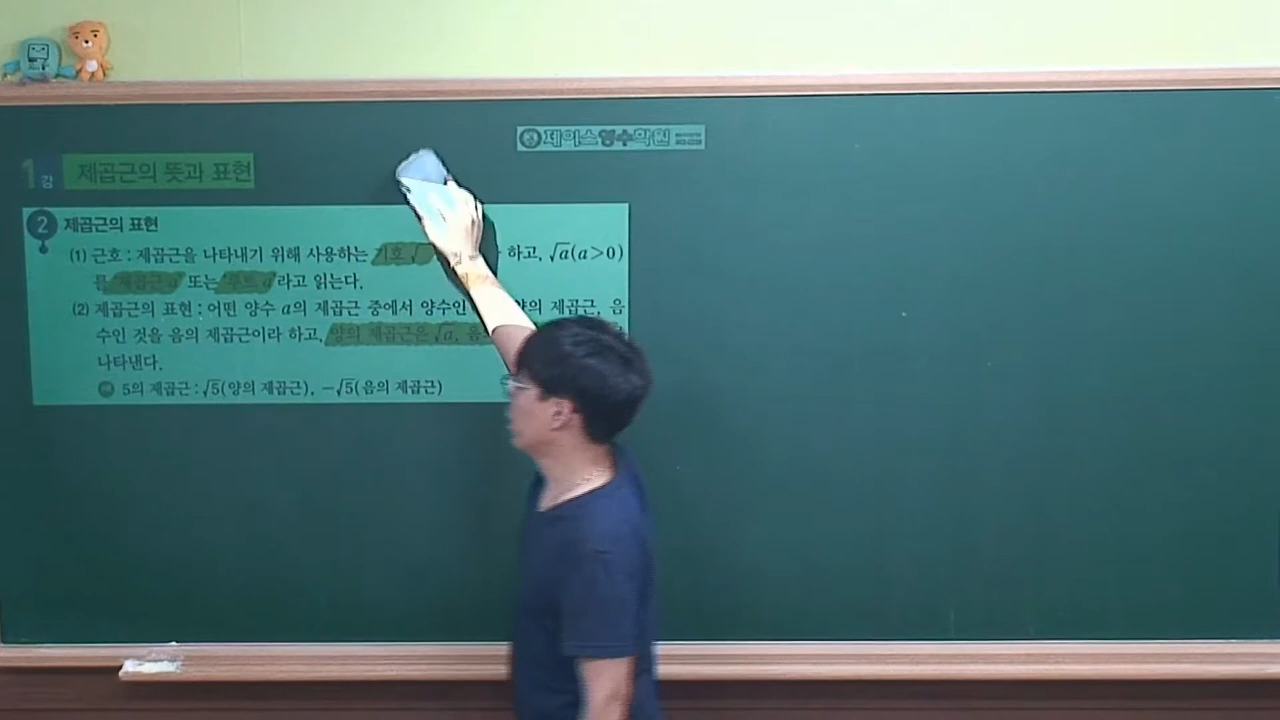 제이스영수학원
1강 제곱근의 뜻과 표현
2 제곱근의 표현
(1) 근호 : 제곱근을 나타내기 위해 사용하는 기호 √ 하고, √a(a>0)
를 '제곱근 a' 또는 '루트 a'라고 읽는다.
(2) 제곱근의 표현 : 어떤 양수 a의 제곱근 중에서 양수인 양의 제곱근, 음
수인 것을 음의 제곱근이라 하고, 양의 제곱근은 √a, 음
나타낸다.
5의 제곱근 : √5(양의 제곱근), −√5(음의 제곱근)